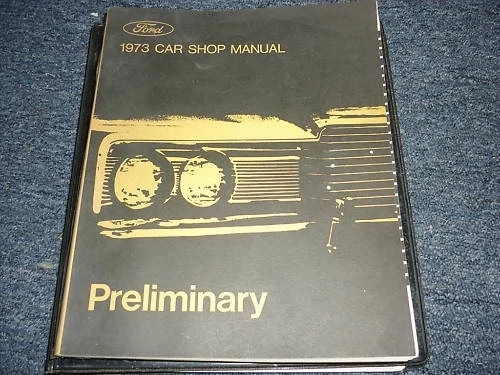 Ford
1973 CAR SHOP MANUAL
Preliminary